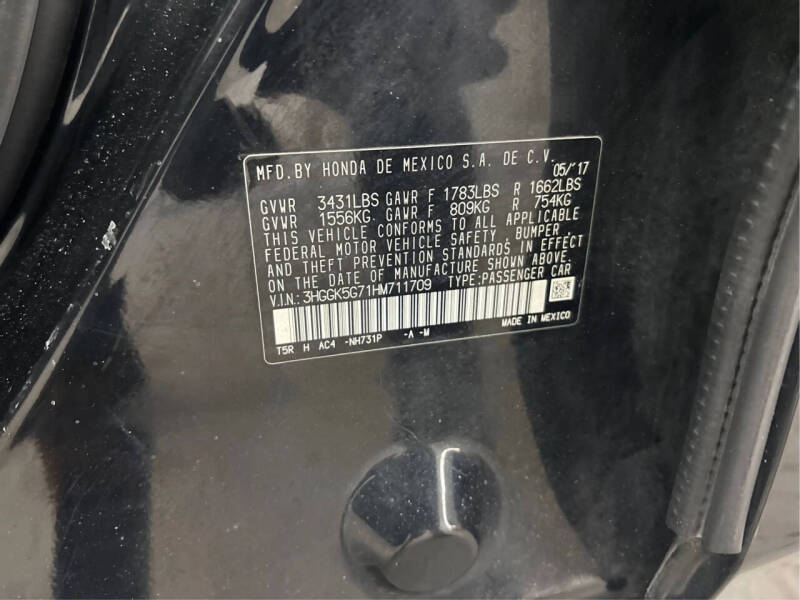 MFD.BY HONDA DE MEXICO S.A. DE C.V. 05/'17
GVWR 3431LBS GAWR F 1783LBS R 1662LBS
GVWR 1556KG. GAWR F 809KG R 754KG
THIS VEHICLE CONFORMS TO ALL APPLICABLE
FEDERAL MOTOR VEHICLE SAFETY BUMPER
AND THEFT PREVENTION STANDARDS IN EFFECT
ON THE DATE OF MANUFACTURE SHOWN ABOVE.
V.I.N.: 3HGGK5G71HM711709 TYPE:PASSENGER CAR
T5R H AC4 -NH731P -A -M MADE IN MEXICO